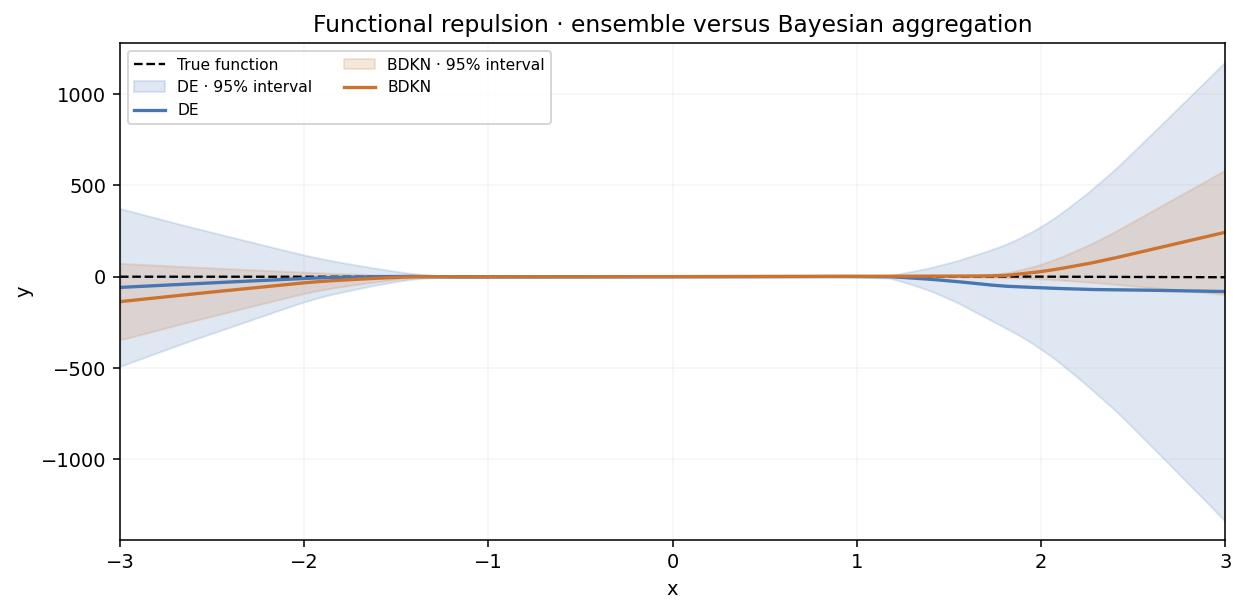 Functional repulsion · ensemble versus Bayesian aggregation
True function
DE · 95% interval
DE
BDKN · 95% interval
BDKN
1000
500
0
−500
−1000
y
−3
−2
−1
0
1
2
3
x